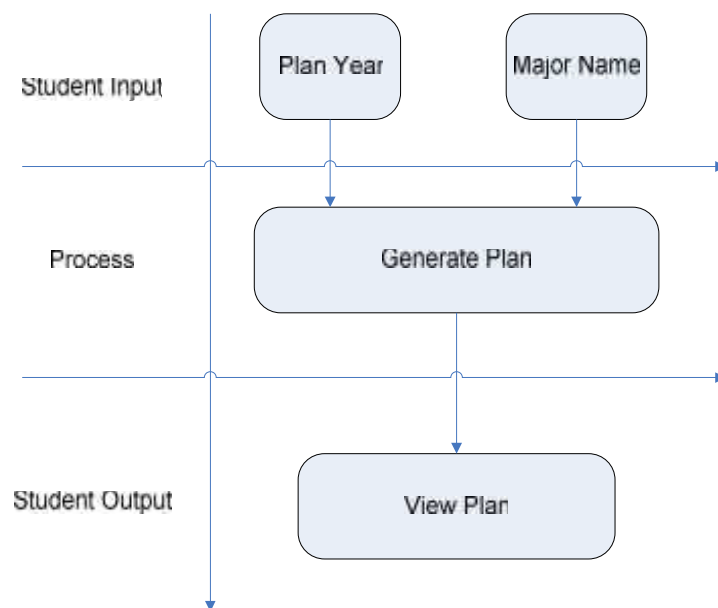 Student Input
Plan Year
Major Name
Process
Generate Plan
Student Output
View Plan